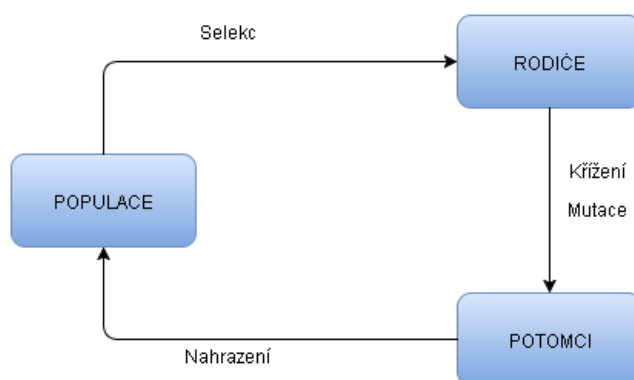 Selekc
RODIČE
Křížení
Mutace
POPULACE
POTOMCI
Nahrazení